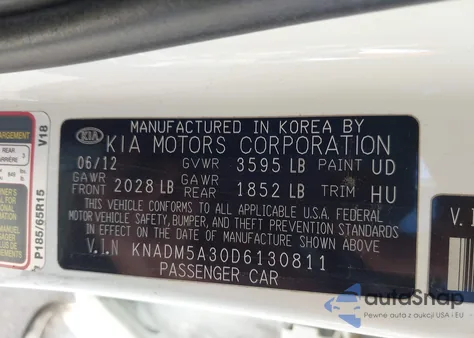 MANUFACTURED IN KOREA BY
KIA KIA MOTORS CORPORATION
06/12 GVWR 3595 LB PAINT UD
GAWR FRONT 2028 LB GAWR REAR 1852 LB TRIM HU
THIS VEHICLE CONFORMS TO ALL APPLICABLE U.S.A. FEDERAL
MOTOR VEHICLE SAFETY, BUMPER, AND THEFT PREVENTION STANDARDS
IN EFFECT ON THE DATE OF MANUFACTURE SHOWN ABOVE.
V.I.N KNADM5A30D6130811
PASSENGER CAR
REAR
P185/65R15
V18
V.I
autoSnap
Pewne auta z aukcji USA i EU